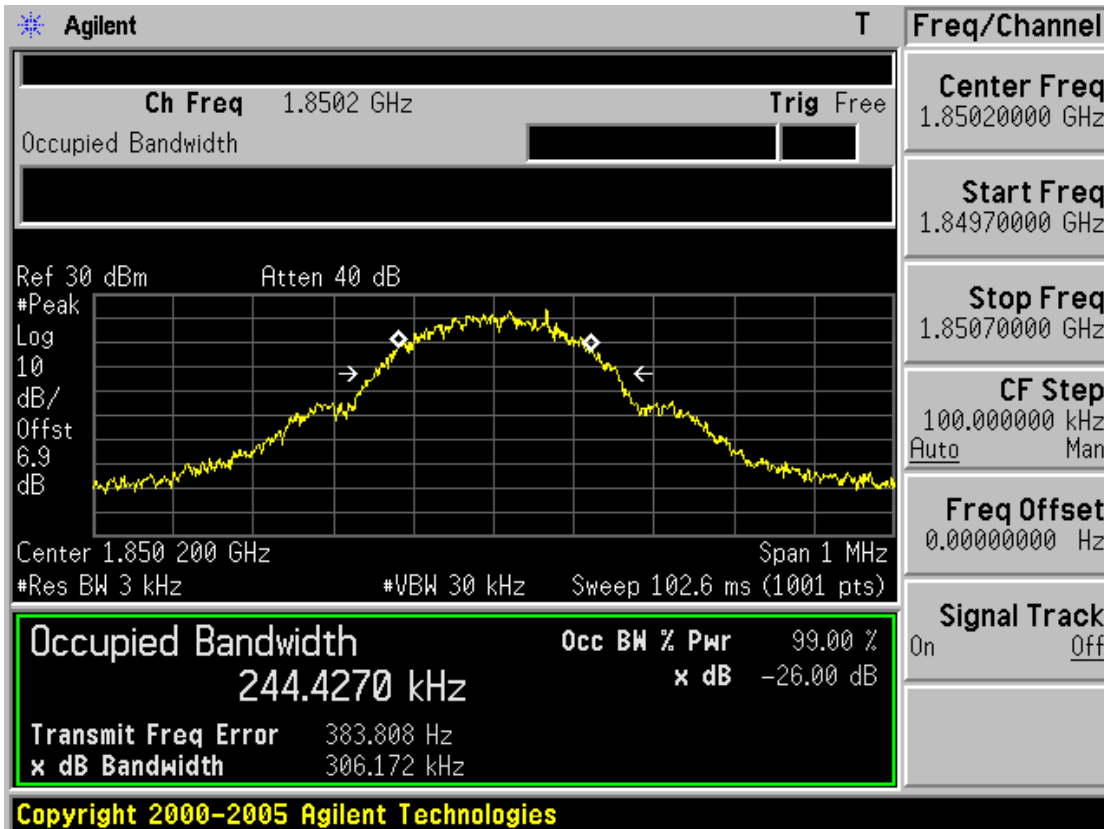 Agilent T
Ch Freq 1.8502 GHz Trig Free
Occupied Bandwidth
Ref 30 dBm Atten 40 dB
#Peak
Log
10
dB/
Offst
6.9
dB
Center 1.850 200 GHz Span 1 MHz
#Res BW 3 kHz #VBW 30 kHz Sweep 102.6 ms (1001 pts)
Occupied Bandwidth Occ BW % Pwr 99.00 %
244.4270 kHz x dB -26.00 dB
Transmit Freq Error 383.808 Hz
x dB Bandwidth 306.172 kHz
Copyright 2000-2005 Agilent Technologies
Freq/Channel
Center Freq
1.85020000 GHz
Start Freq
1.84970000 GHz
Stop Freq
1.85070000 GHz
CF Step
100.000000 kHz
Auto Man
Freq Offset
0.00000000 Hz
Signal Track
On Off